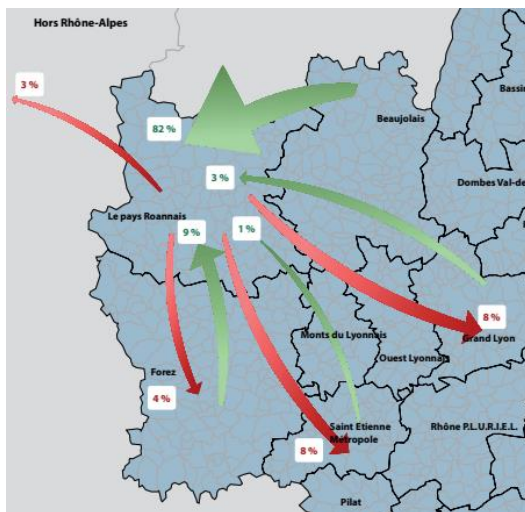 Hors Rhône-Alpes
3 %
Bassin
82 %
Beaujolais
3 %
Dombes Val-de
Le pays Roannais
9 %
1 %
8 %
Monts du Lyonnais
Grand Lyon
Ouest Lyonnais
Forez
4 %
Saint Etienne
Métropole
Rhône P.L.U.R.I.E.L.
8 %
Pilat